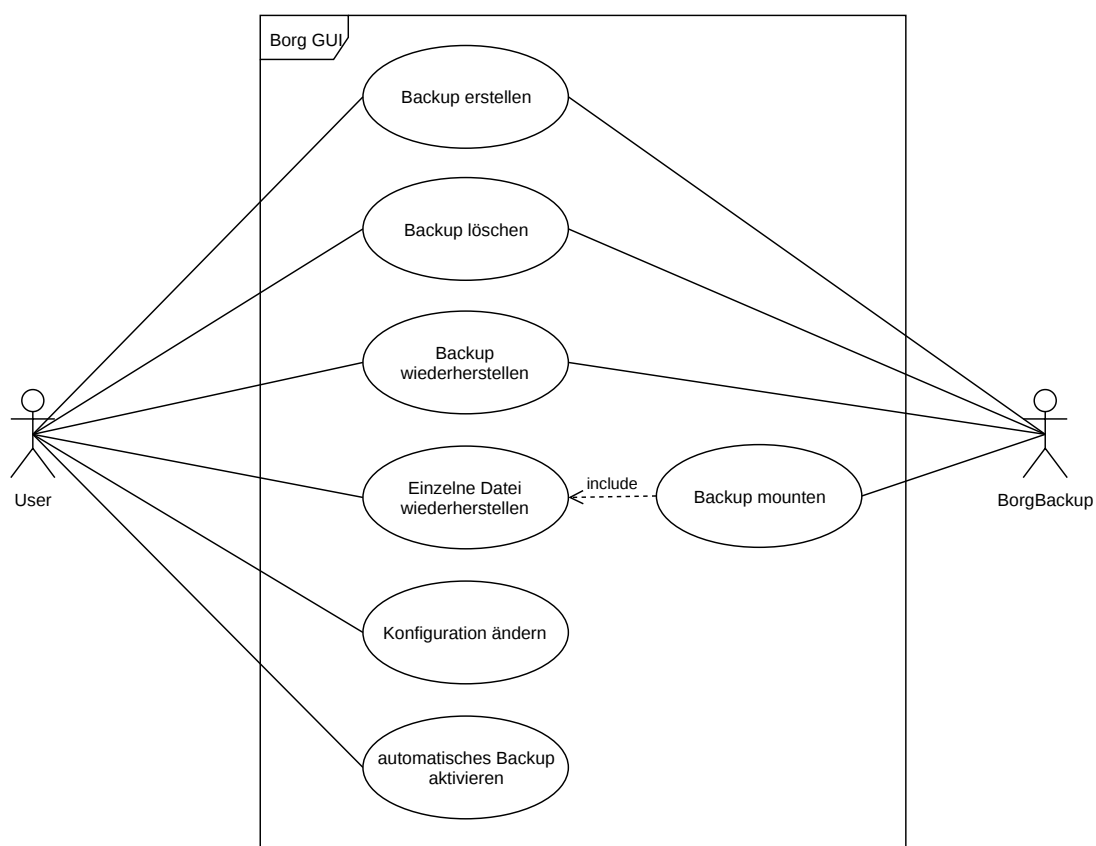 Borg GUI
Backup erstellen
Backup löschen
Backup
wiederherstellen
Einzelne Datei
wiederherstellen
include
Backup mounten
User
BorgBackup
Konfiguration ändern
automatisches Backup
aktivieren